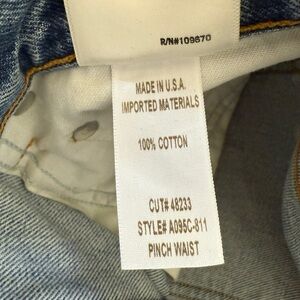 R/N#109870
MADE IN U.S.A.
IMPORTED MATERIALS
100% COTTON
CUT# 48233
STYLE# A095C-811
PINCH WAIST